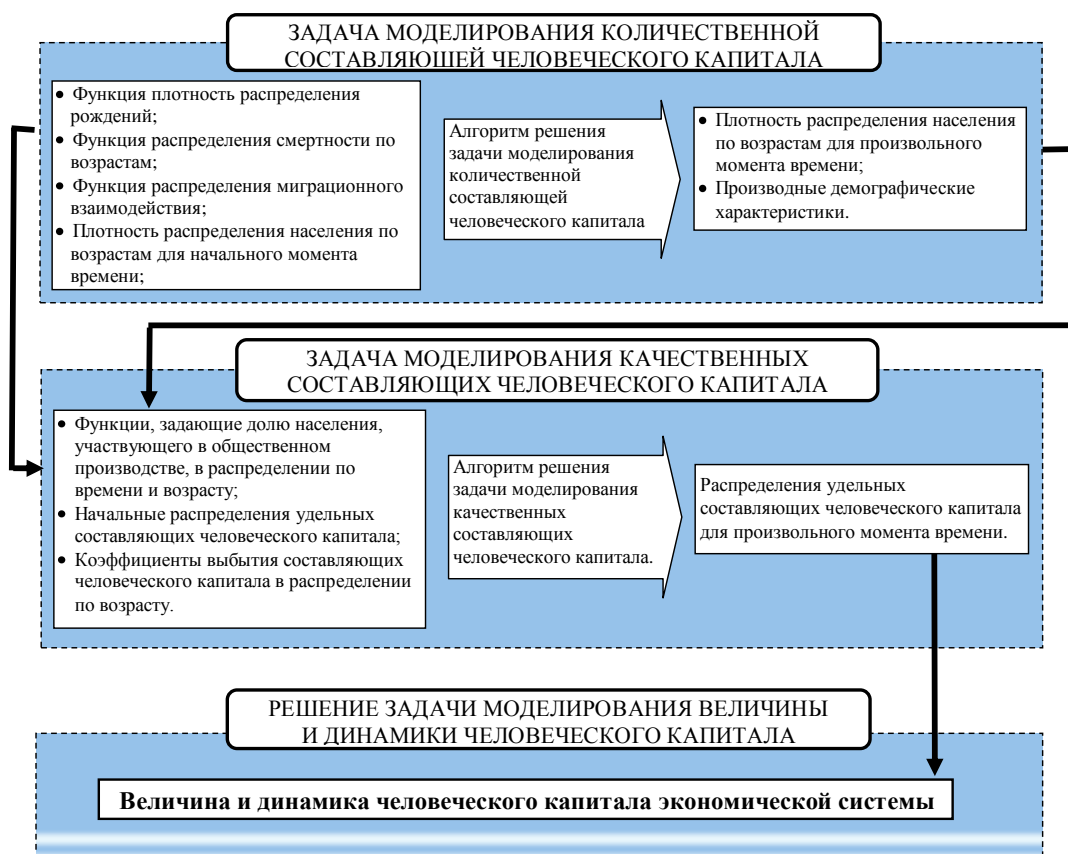 ЗАДАЧА МОДЕЛИРОВАНИЯ КОЛИЧЕСТВЕННОЙ
СОСТАВЛЯЮЩЕЙ ЧЕЛОВЕЧЕСКОГО КАПИТАЛА
• Функция плотность распределения
рождений;
• Функция распределения смертности по
возрастам;
• Функция распределения миграционного
взаимодействия;
• Плотность распределения населения по
возрастам для начального момента
времени;
Алгоритм решения
задачи моделирования
количественной
составляющей
человеческого капитала
• Плотность распределения населения
по возрастам для произвольного
момента времени;
• Производные демографические
характеристики.
ЗАДАЧА МОДЕЛИРОВАНИЯ КАЧЕСТВЕННЫХ
СОСТАВЛЯЮЩИХ ЧЕЛОВЕЧЕСКОГО КАПИТАЛА
• Функции, задающие долю населения,
участвующего в общественном
производстве, в распределении по
времени и возрасту;
• Начальные распределения удельных
составляющих человеческого капитала;
• Коэффициенты выбытия составляющих
человеческого капитала в распределении
по возрасту.
Алгоритм решения
задачи моделирования
качественных
составляющих
человеческого капитала.
Распределения удельных
составляющих человеческого капитала
для произвольного момента времени.
РЕШЕНИЕ ЗАДАЧИ МОДЕЛИРОВАНИЯ ВЕЛИЧИНЫ
И ДИНАМИКИ ЧЕЛОВЕЧЕСКОГО КАПИТАЛА
Величина и динамика человеческого капитала экономической системы